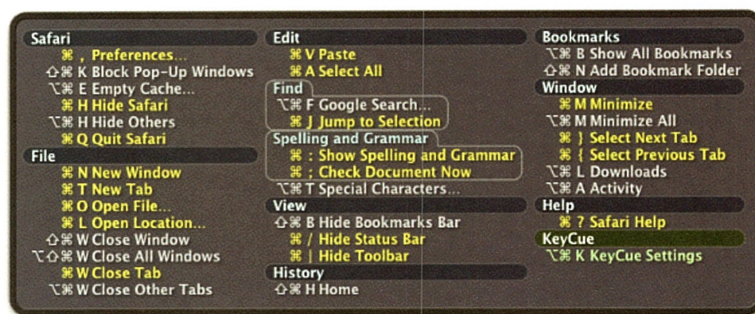 Safari
⌘ , Preferences...
⇧⌘ K Block Pop-Up Windows
⌥⌘ E Empty Cache...
⌘ H Hide Safari
⌥⌘ H Hide Others
⌘ Q Quit Safari
File
⌘ N New Window
⌘ T New Tab
⌘ O Open File...
⌘ L Open Location...
⇧⌘ W Close Window
⌥⇧⌘ W Close All Windows
⌘ W Close Tab
⌥⌘ W Close Other Tabs
Edit
⌘ V Paste
⌘ A Select All
Find
⌥⌘ F Google Search...
⌘ J Jump to Selection
Spelling and Grammar
⌘ : Show Spelling and Grammar
⌘ ; Check Document Now
⌥⌘ T Special Characters...
View
⇧⌘ B Hide Bookmarks Bar
⌘ / Hide Status Bar
⌘ | Hide Toolbar
History
⇧⌘ H Home
Bookmarks
⌥⌘ B Show All Bookmarks
⇧⌘ N Add Bookmark Folder
Window
⌘ M Minimize
⌥⌘ M Minimize All
⌘ } Select Next Tab
⌘ { Select Previous Tab
⌥⌘ L Downloads
⌥⌘ A Activity
Help
⌘ ? Safari Help
KeyCue
⌥⌘ K KeyCue Settings